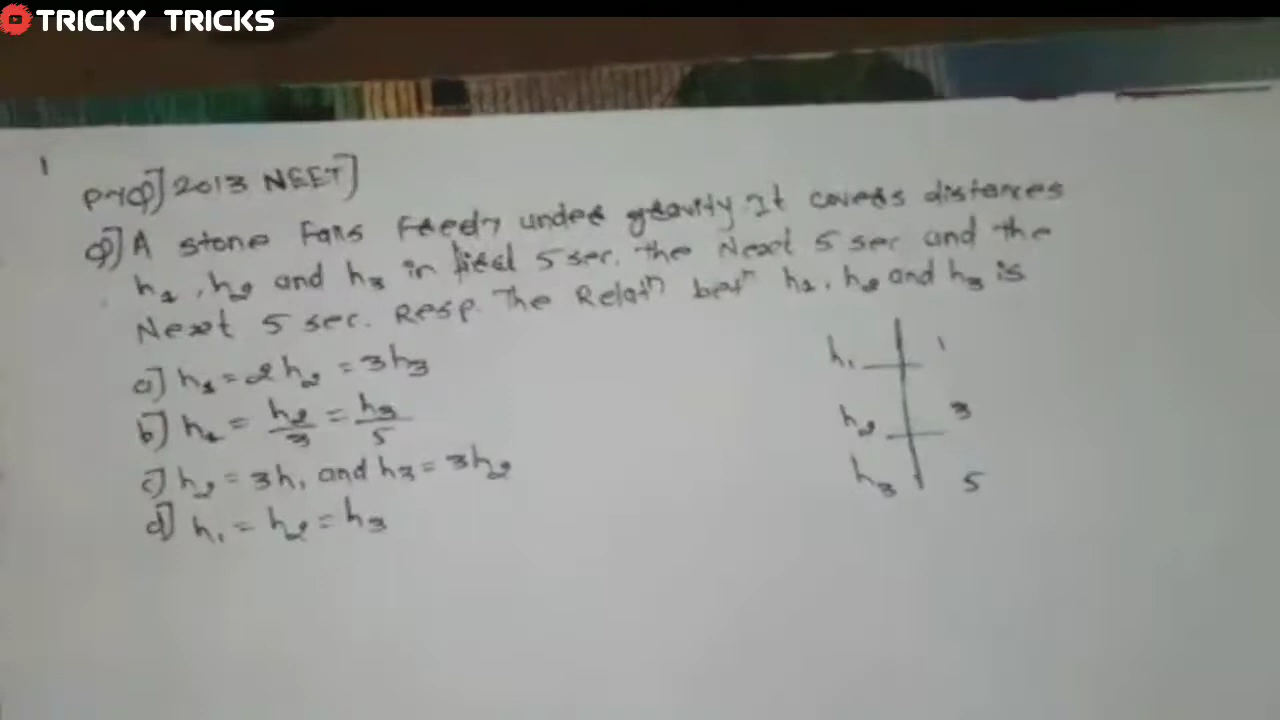 TRICKY TRICKS
1
PYQ] 2013 NEET]
Q] A stone Falls Freely under gravity It covers distances
h1, h2 and h3 in first 5 sec. the Next 5 sec and the
Next 5 sec. Resp. The Relatn betn h1, h2 and h3 is
a] h1 = 2h2 = 3h3
b] h1 = h2/3 = h3/5
c] h2 = 3h1 and h3 = 3h2
d] h1 = h2 = h3
h1 1
h2 3
h3 5